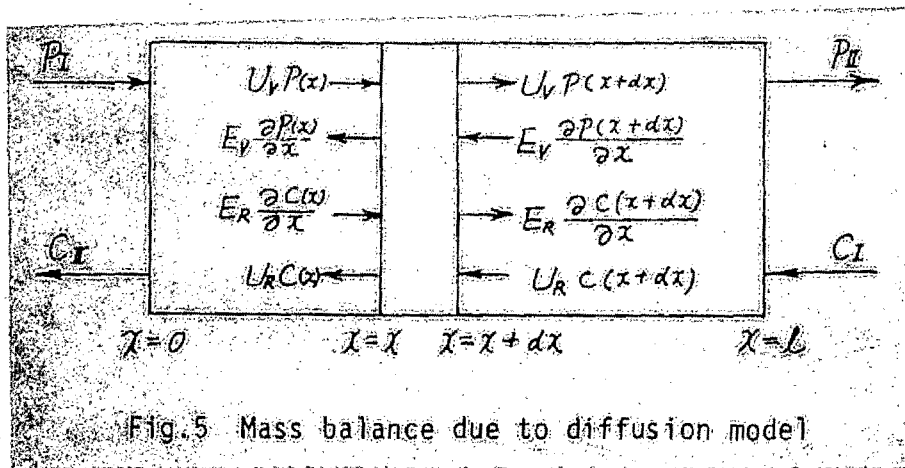 P_I P_II
U_V P(x) U_V P(x+dx)
E_V ∂P(x)/∂x E_V ∂P(x+dx)/∂x
E_R ∂C(x)/∂x E_R ∂C(x+dx)/∂x
C_II C_I
U_R C(x) U_R C(x+dx)
x=0 x=x x=x+dx x=l
Fig.5 Mass balance due to diffusion model